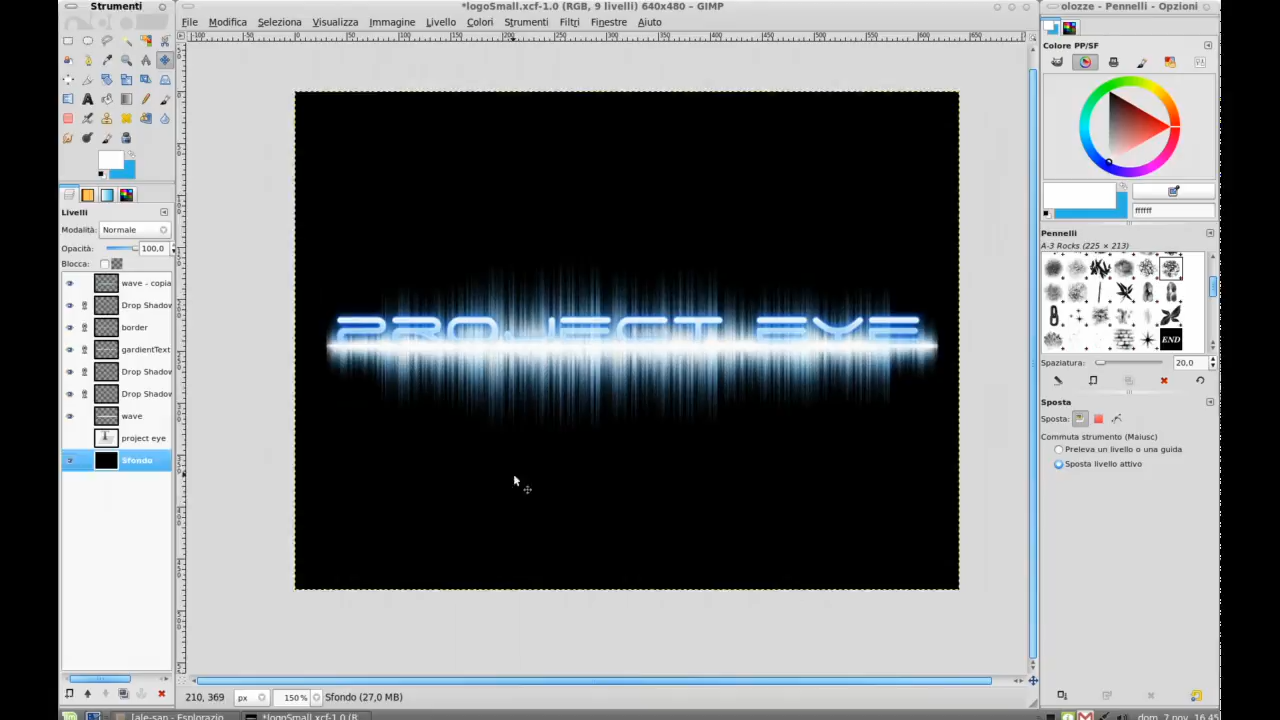 Strumenti
*logoSmall.xcf-1.0 (RGB, 9 livelli) 640x480 – GIMP
olozze - Pennelli - Opzioni
File Modifica Seleziona Visualizza Immagine Livello Colori Strumenti Filtri Finestre Aiuto
Colore PP/SF
ffffff
Livelli
Modalità: Normale
Opacità: 100,0
Blocca:
wave - copia
Drop Shadow
border
gardientText
Drop Shadow
Drop Shadow
wave
project eye
Sfondo
PROJECT EYE
Pennelli
A-3 Rocks (225 × 213)
END
Spaziatura: 20,0
Sposta
Sposta:
Commuta strumento (Maiusc)
Preleva un livello o una guida
Sposta livello attivo
210, 369 px 150 % Sfondo (27,0 MB)
[ale-san - Esplorazio
*logoSmall.xcf-1.0 (R
dom 7 nov, 16.45